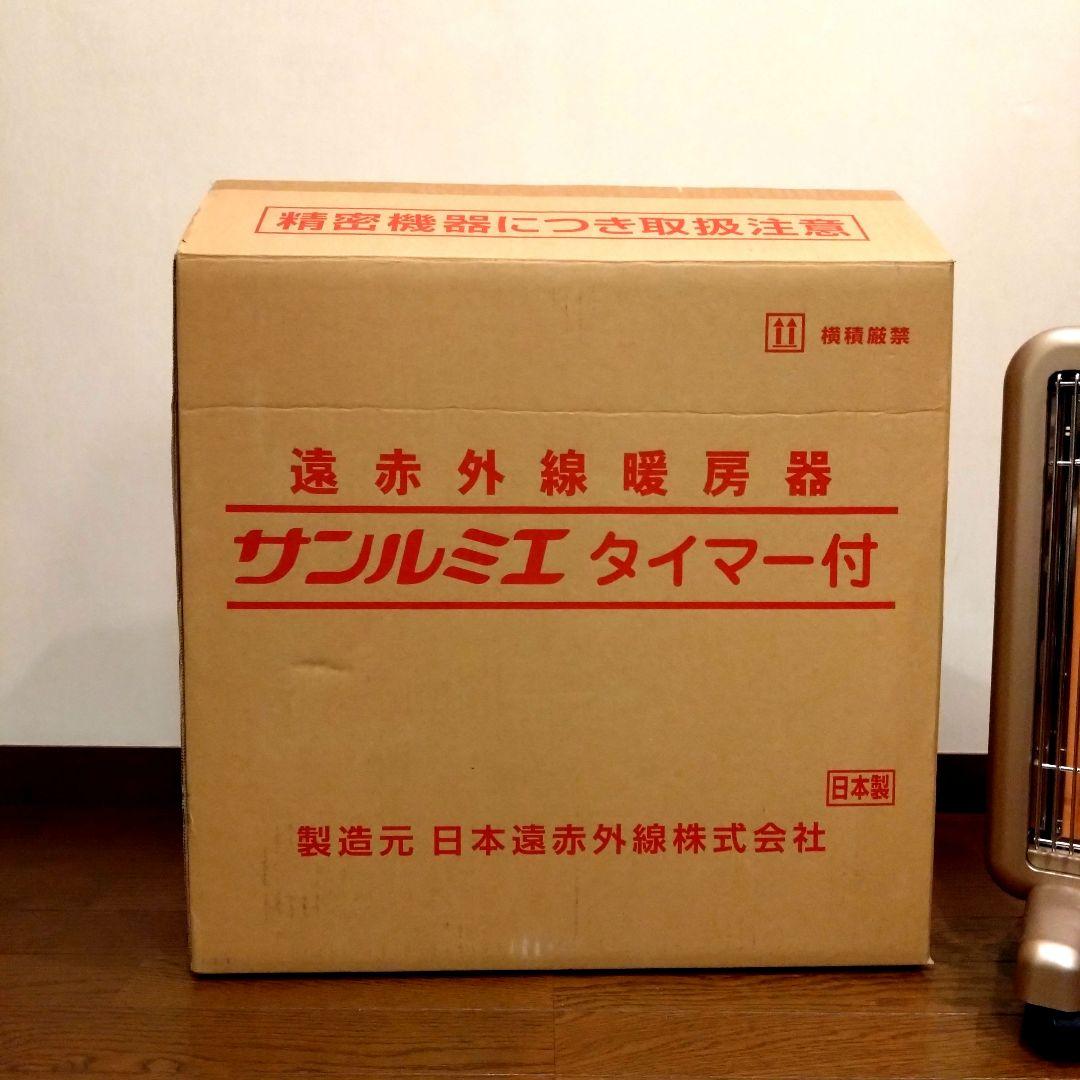 精密機器につき取扱注意
横積厳禁
遠赤外線暖房器
サンルミエ タイマー付
日本製
製造元 日本遠赤外線株式会社